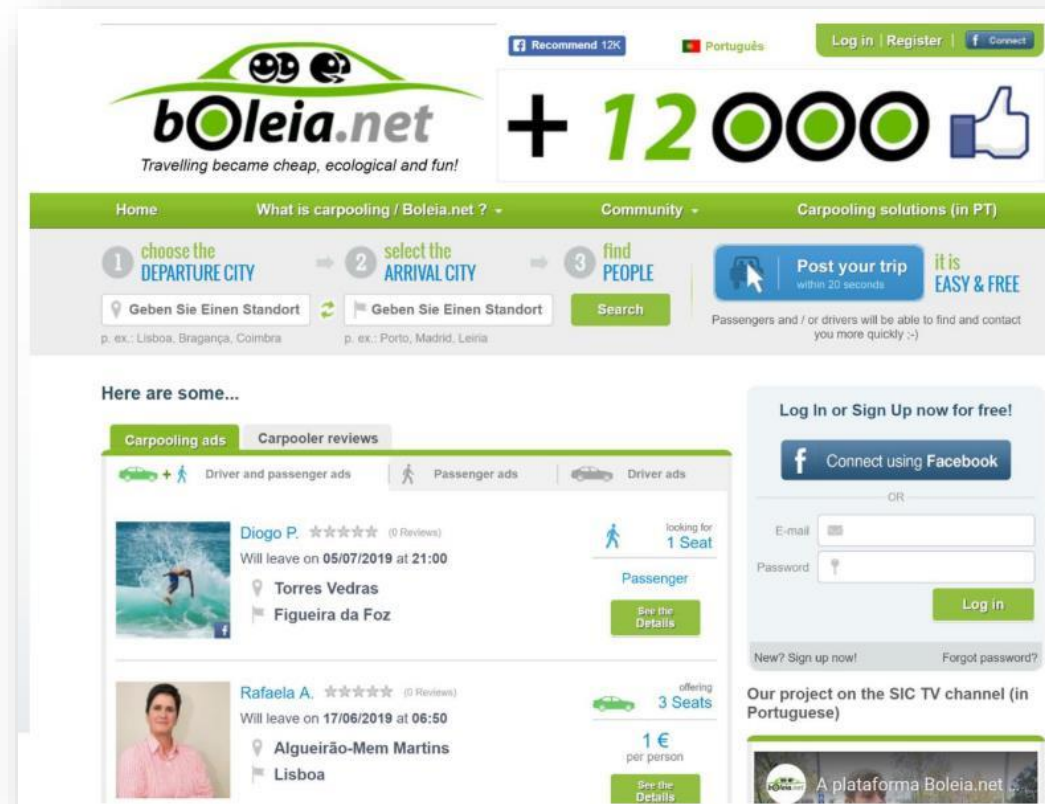 Recommend 12K
Português
Log in | Register |
Connect
bOleia.net
Travelling became cheap, ecological and fun!
+ 12000
Home
What is carpooling / Boleia.net ?
Community
Carpooling solutions (in PT)
1 choose the DEPARTURE CITY
2 select the ARRIVAL CITY
3 find PEOPLE
Geben Sie Einen Standort
Geben Sie Einen Standort
Search
p. ex.: Lisboa, Bragança, Coimbra
p. ex.: Porto, Madrid, Leiria
Post your trip
within 20 seconds
it is
EASY & FREE
Passengers and / or drivers will be able to find and contact
you more quickly ;-)
Here are some...
Carpooling ads
Carpooler reviews
+ Driver and passenger ads
Passenger ads
Driver ads
Diogo P. (0 Reviews)
Will leave on 05/07/2019 at 21:00
Torres Vedras
Figueira da Foz
looking for
1 Seat
Passenger
See the
Details
Rafaela A. (0 Reviews)
Will leave on 17/06/2019 at 06:50
Algueirão-Mem Martins
Lisboa
offering
3 Seats
1 €
per person
See the
Details
Log In or Sign Up now for free!
Connect using Facebook
OR
E-mail
Password
Log in
New? Sign up now!
Forgot password?
Our project on the SIC TV channel (in
Portuguese)
A plataforma Boleia.net ...